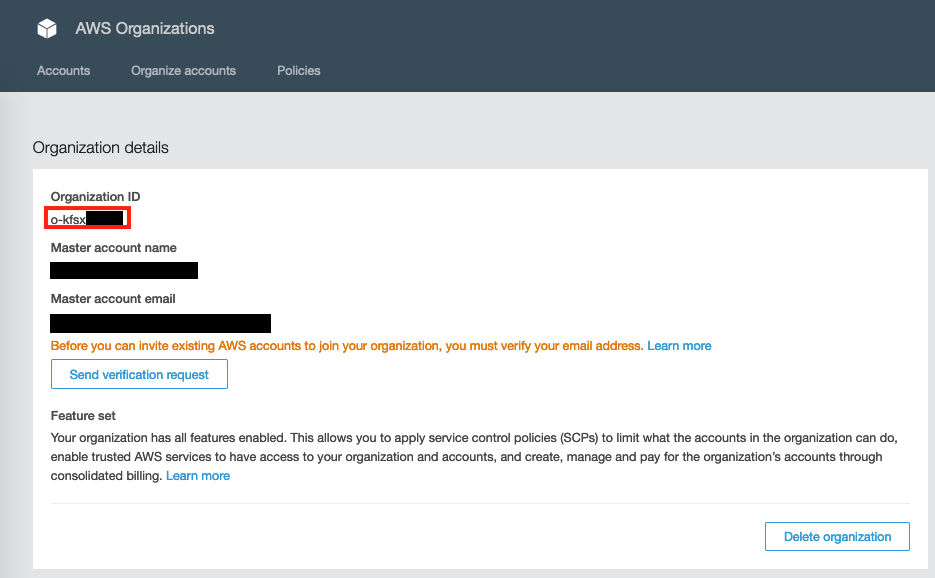 AWS Organizations
Accounts Organize accounts Policies
Organization details
Organization ID
o-kfsx
Master account name
Master account email
Before you can invite existing AWS accounts to join your organization, you must verify your email address. Learn more
Send verification request
Feature set
Your organization has all features enabled. This allows you to apply service control policies (SCPs) to limit what the accounts in the organization can do,
enable trusted AWS services to have access to your organization and accounts, and create, manage and pay for the organization's accounts through
consolidated billing. Learn more
Delete organization